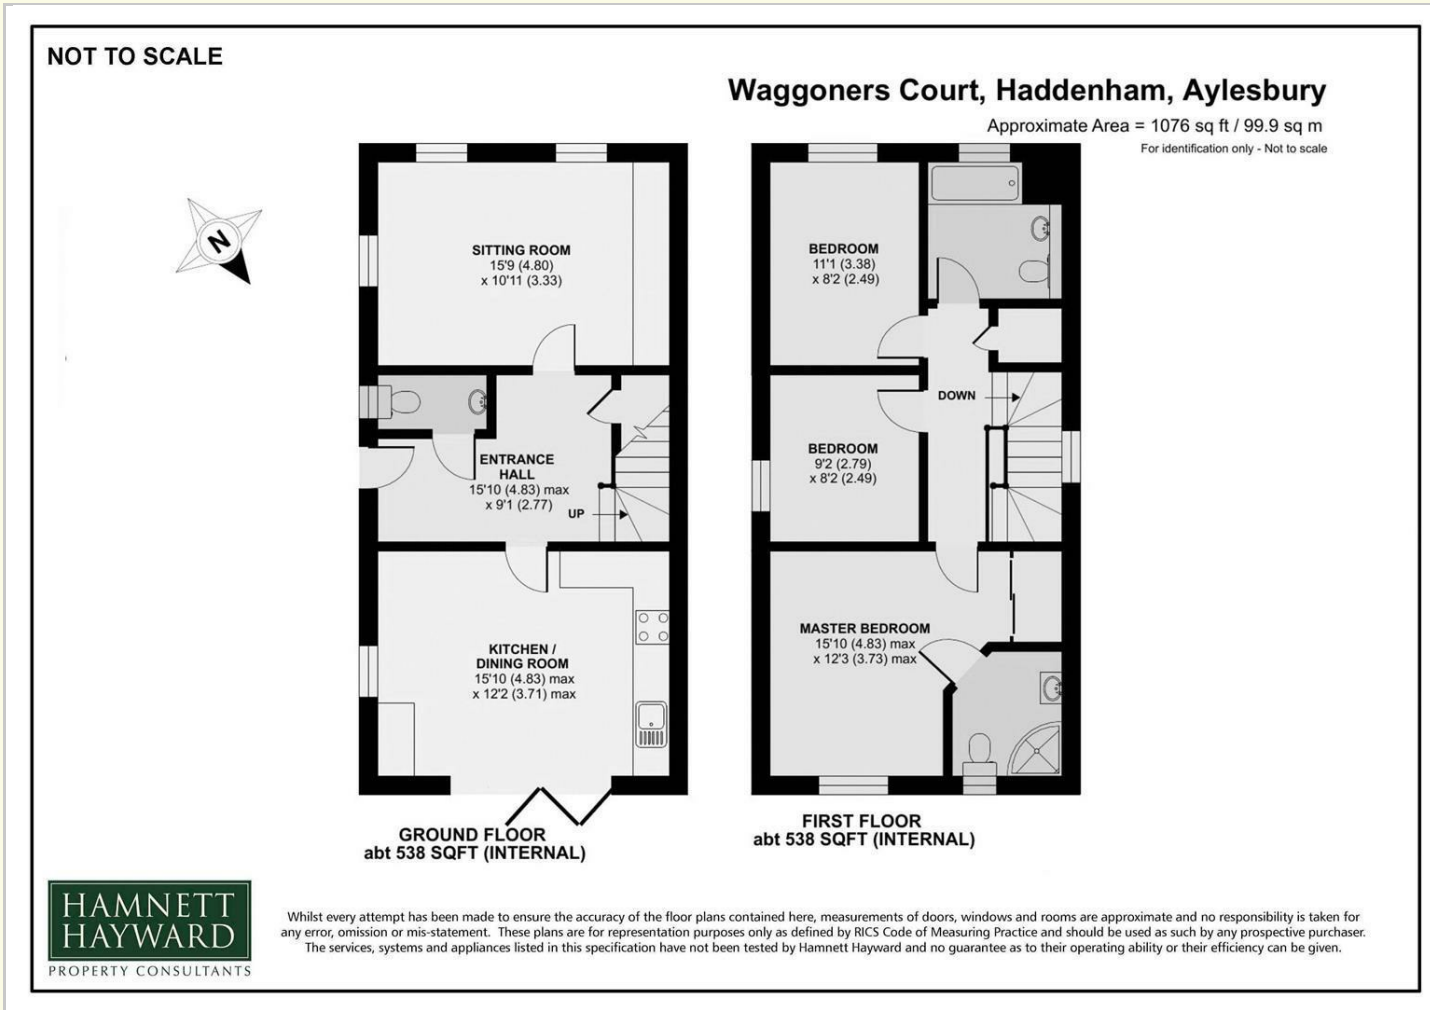 NOT TO SCALE
Waggoners Court, Haddenham, Aylesbury
Approximate Area = 1076 sq ft / 99.9 sq m
For identification only - Not to scale
N
SITTING ROOM
15'9 (4.80)
x 10'11 (3.33)
ENTRANCE
HALL
15'10 (4.83) max
x 9'1 (2.77)
UP
KITCHEN /
DINING ROOM
15'10 (4.83) max
x 12'2 (3.71) max
GROUND FLOOR
abt 538 SQFT (INTERNAL)
BEDROOM
11'1 (3.38)
x 8'2 (2.49)
DOWN
BEDROOM
9'2 (2.79)
x 8'2 (2.49)
MASTER BEDROOM
15'10 (4.83) max
x 12'3 (3.73) max
FIRST FLOOR
abt 538 SQFT (INTERNAL)
HAMNETT
HAYWARD
PROPERTY CONSULTANTS
Whilst every attempt has been made to ensure the accuracy of the floor plans contained here, measurements of doors, windows and rooms are approximate and no responsibility is taken for
any error, omission or mis-statement. These plans are for representation purposes only as defined by RICS Code of Measuring Practice and should be used as such by any prospective purchaser.
The services, systems and appliances listed in this specification have not been tested by Hamnett Hayward and no guarantee as to their operating ability or their efficiency can be given.